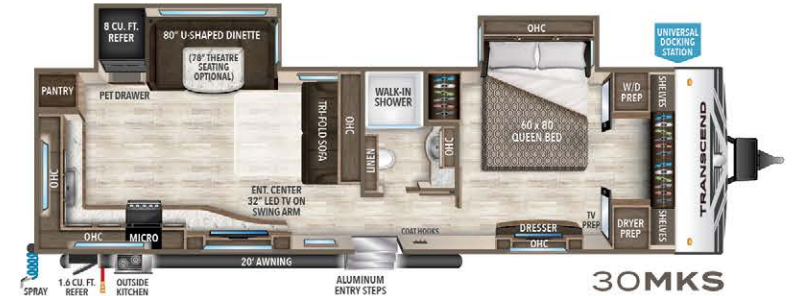 8 CU. FT.
REFER
80" U-SHAPED DINETTE
(78" THEATRE
SEATING
OPTIONAL)
OHC
UNIVERSAL
DOCKING
STATION
PANTRY
PET DRAWER
TRI-FOLD SOFA
OHC
WALK-IN
SHOWER
60 x 80
QUEEN BED
W/D
PREP
SHELVES
TRANSCEND
OHC
LINEN
OHC
ENT. CENTER
32" LED TV ON
SWING ARM
OHC
MICRO
COAT HOOKS
DRESSER
OHC
TV
PREP
DRYER
PREP
SHELVES
20' AWNING
SPRAY
1.6 CU. FT.
REFER
OUTSIDE
KITCHEN
ALUMINUM
ENTRY STEPS
30MKS